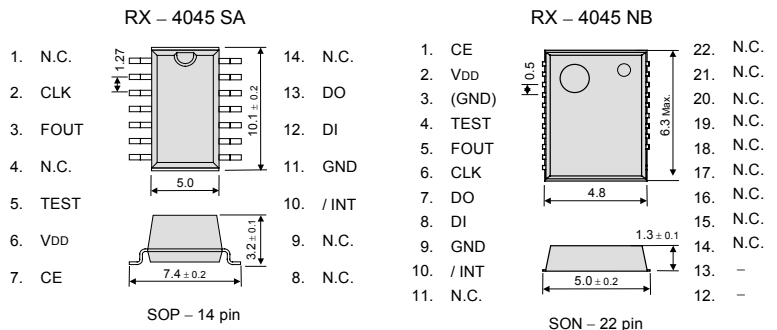 RX – 4045 SA
1. N.C.
2. CLK
3. FOUT
4. N.C.
5. TEST
6. VDD
7. CE
1.27
10.1 ± 0.2
5.0
3.2 ± 0.1
7.4 ± 0.2
14. N.C.
13. DO
12. DI
11. GND
10. / INT
9. N.C.
8. N.C.
SOP – 14 pin
RX – 4045 NB
1. CE
2. VDD
3. (GND)
4. TEST
5. FOUT
6. CLK
7. DO
8. DI
9. GND
10. / INT
11. N.C.
0.5
6.3 Max.
4.8
1.3 ± 0.1
5.0 ± 0.2
22. N.C.
21. N.C.
20. N.C.
19. N.C.
18. N.C.
17. N.C.
16. N.C.
15. N.C.
14. N.C.
13. –
12. –
SON – 22 pin